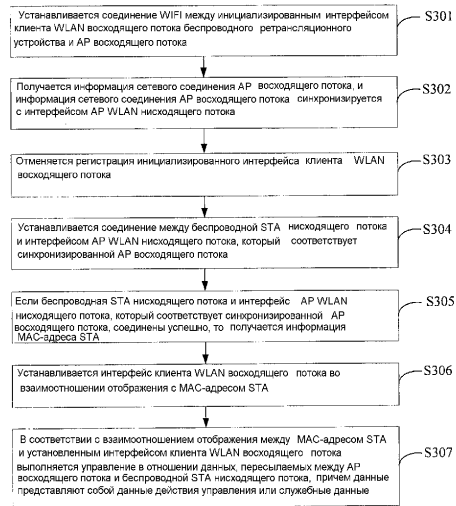 Устанавливается соединение WIFI между инициализированным интерфейсом
клиента WLAN восходящего потока беспроводного ретрансляционного
устройства и AP восходящего потока
S301
Получается информация сетевого соединения AP восходящего потока, и
информация сетевого соединения AP восходящего потока синхронизируется
с интерфейсом AP WLAN нисходящего потока
S302
Отменяется регистрация инициализированного интерфейса клиента WLAN
восходящего потока
S303
Устанавливается соединение между беспроводной STA нисходящего потока
и интерфейсом AP WLAN нисходящего потока, который соответствует
синхронизированной AP восходящего потока
S304
Если беспроводная STA нисходящего потока и интерфейс AP WLAN
нисходящего потока, который соответствует синхронизированной AP
восходящего потока, соединены успешно, то получается информация
MAC-адреса STA
S305
Устанавливается интерфейс клиента WLAN восходящего потока во
взаимоотношении отображения с MAC-адресом STA
S306
В соответствии с взаимоотношением отображения между MAC-адресом STA
и установленным интерфейсом клиента WLAN восходящего потока
выполняется управление в отношении данных, пересылаемых между AP
восходящего потока и беспроводной STA нисходящего потока, причем данные
представляют собой данные действия управления или служебные данные
S307